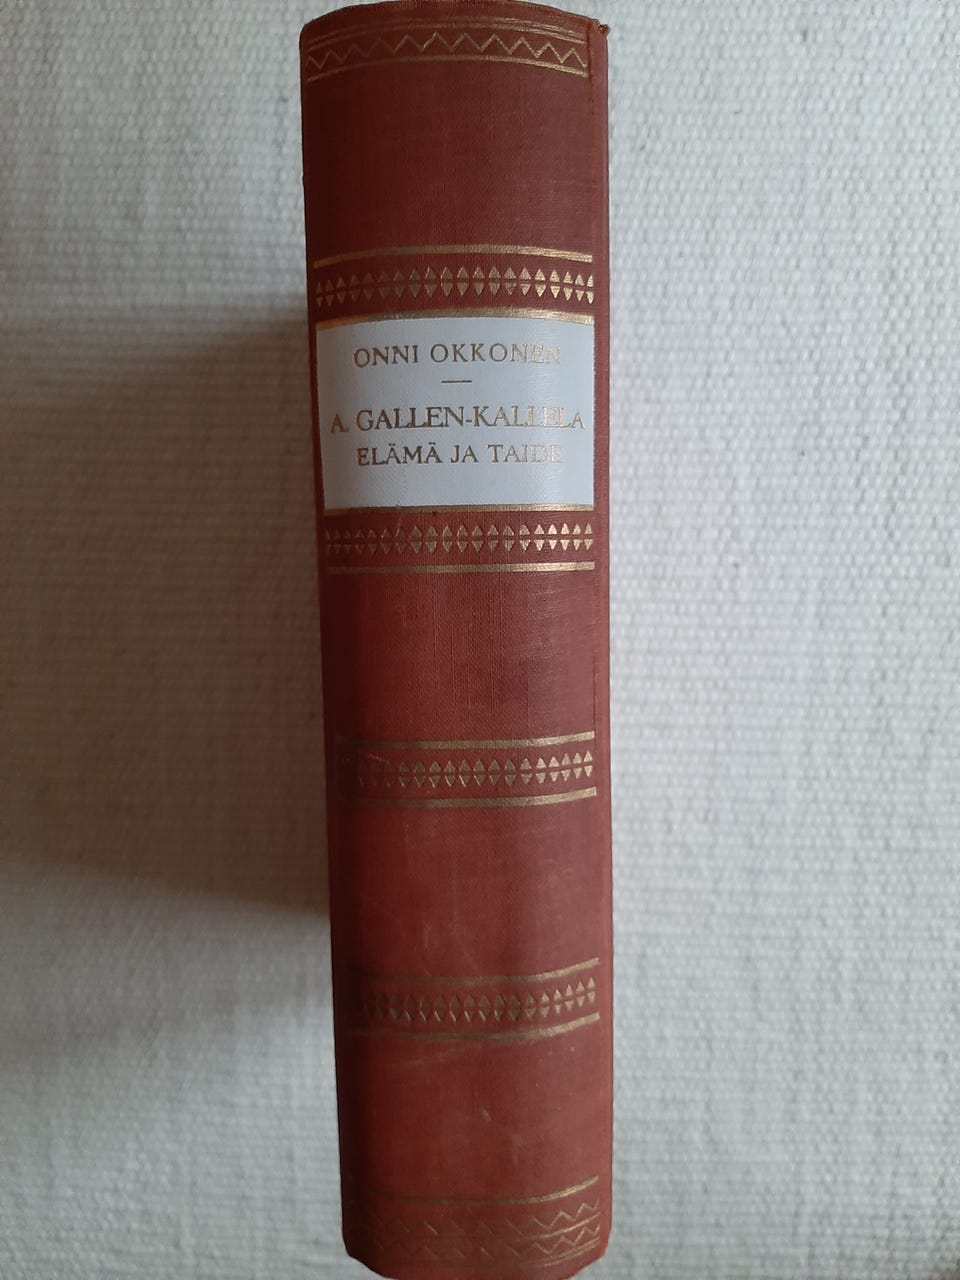 ONNI OKKONEN
A. GALLEN-KALLELA
ELÄMÄ JA TAIDE